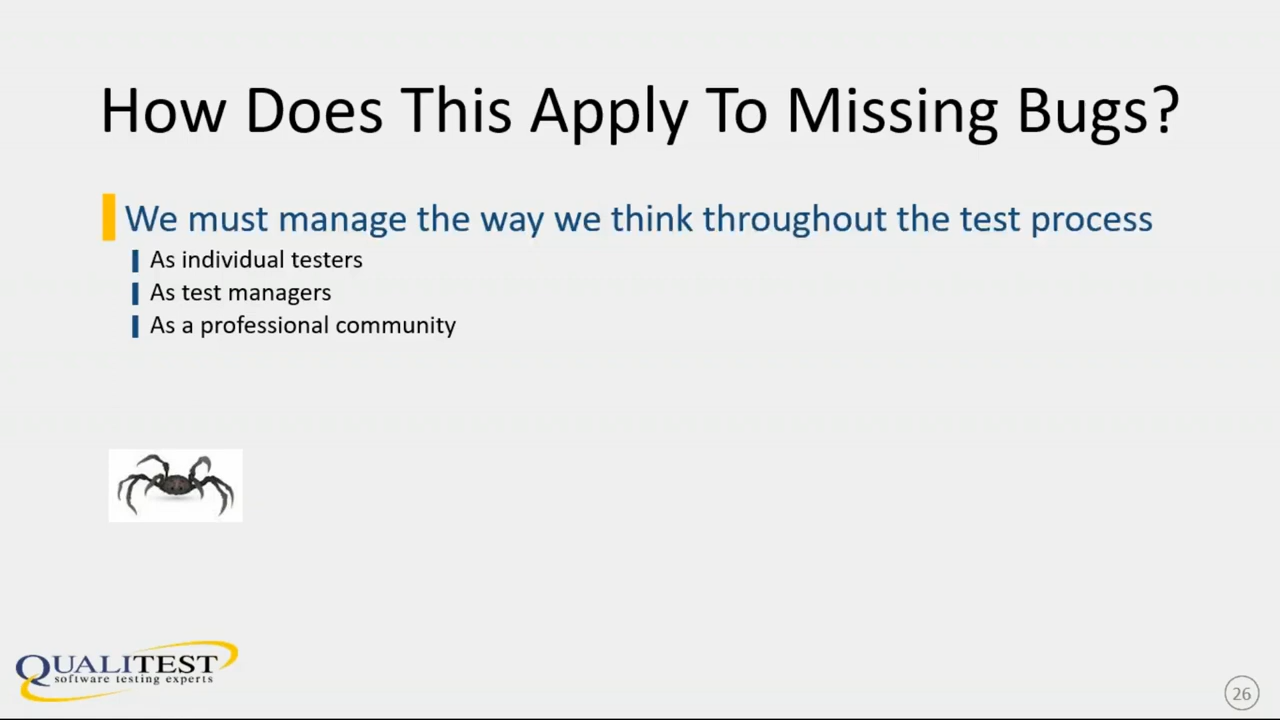 How Does This Apply To Missing Bugs?
We must manage the way we think throughout the test process
As individual testers
As test managers
As a professional community
QUALITEST
software testing experts
26